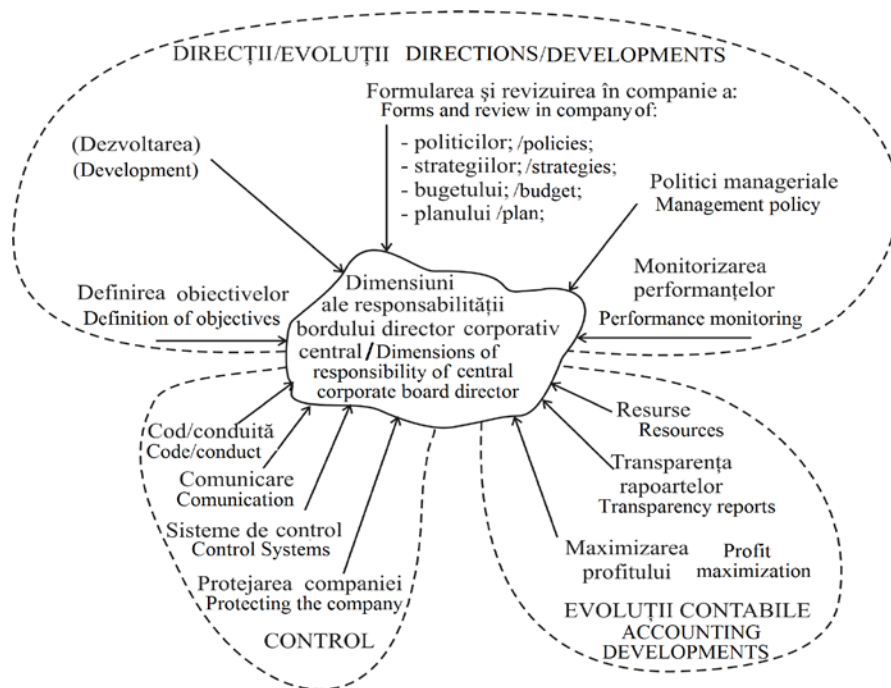 DIRECȚII/EVOLUȚII DIRECTIONS/DEVELOPMENTS
Formularea și revizuirea în companie a:
Forms and review in company of:
- politicilor; /policies;
- strategiilor; /strategies;
- bugetului; /budget;
- planului /plan;
(Dezvoltarea)
(Development)
Politici manageriale
Management policy
Definirea obiectivelor
Definition of objectives
Monitorizarea
performanțelor
Performance monitoring
Dimensiuni
ale responsabilității
bordului director corporativ
central/Dimensions of
responsibility of central
corporate board director
Cod/conduită
Code/conduct
Comunicare
Comunication
Sisteme de control
Control Systems
Protejarea companiei
Protecting the company
CONTROL
Resurse
Resources
Transparența
rapoartelor
Transparency reports
Maximizarea Profit
profitului maximization
EVOLUȚII CONTABILE
ACCOUNTING
DEVELOPMENTS